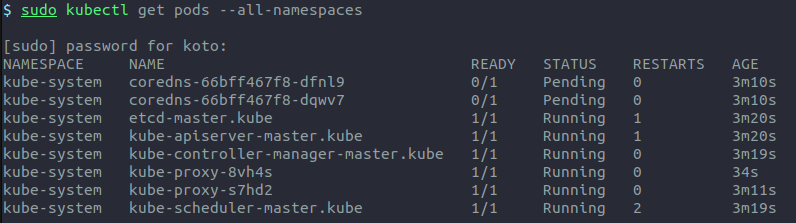 $ sudo kubectl get pods --all-namespaces
[sudo] password for koto:
NAMESPACE NAME READY STATUS RESTARTS AGE
kube-system coredns-66bff467f8-dfnl9 0/1 Pending 0 3m10s
kube-system coredns-66bff467f8-dqwv7 0/1 Pending 0 3m10s
kube-system etcd-master.kube 1/1 Running 1 3m20s
kube-system kube-apiserver-master.kube 1/1 Running 1 3m20s
kube-system kube-controller-manager-master.kube 1/1 Running 0 3m19s
kube-system kube-proxy-8vh4s 1/1 Running 0 34s
kube-system kube-proxy-s7hd2 1/1 Running 0 3m11s
kube-system kube-scheduler-master.kube 1/1 Running 2 3m19s